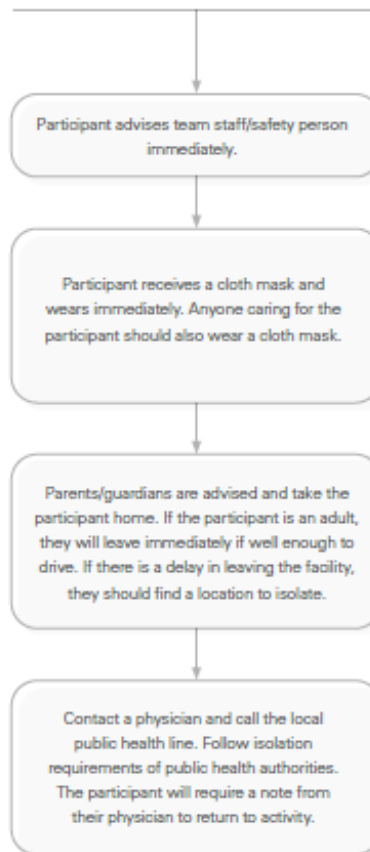 Participant advises team staff/safety person
immediately.
Participant receives a cloth mask and
wears immediately. Anyone caring for the
participant should also wear a cloth mask.
Parents/guardians are advised and take the
participant home. If the participant is an adult,
they will leave immediately if well enough to
drive. If there is a delay in leaving the facility,
they should find a location to isolate.
Contact a physician and call the local
public health line. Follow isolation
requirements of public health authorities.
The participant will require a note from
their physician to return to activity.